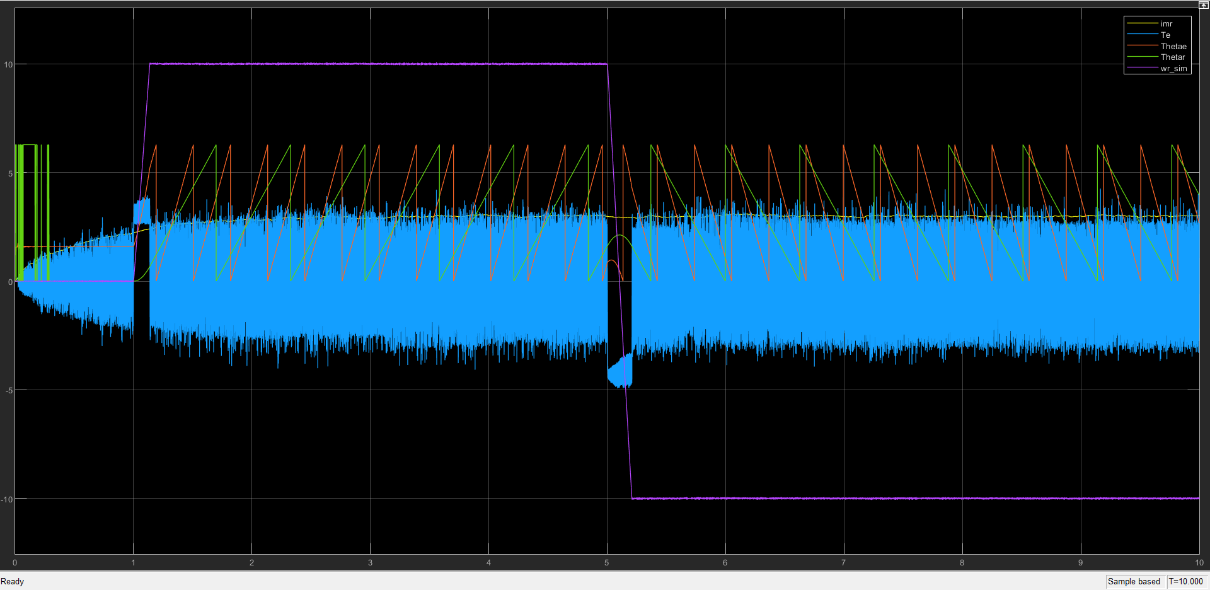 imr
Te
Thetae
Thetar
wr_sim
10
5
0
-5
-10
0 1 2 3 4 5 6 7 8 9 10
Ready Sample based T=10.000